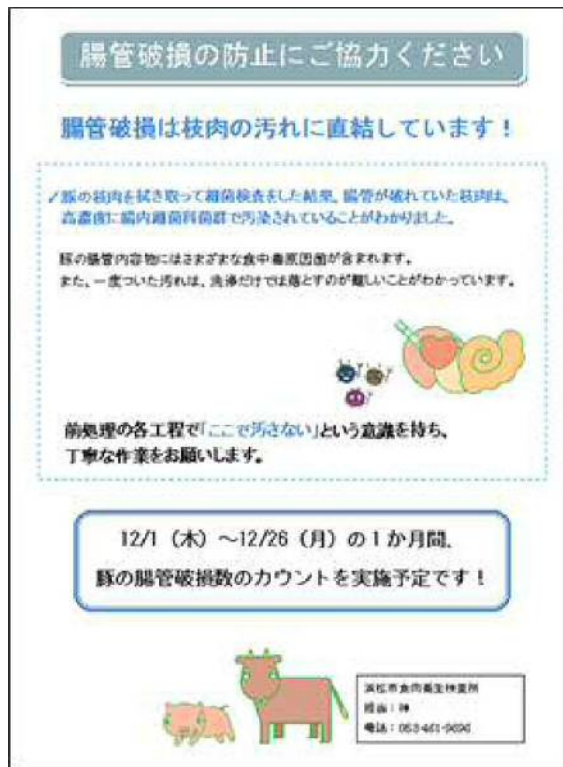 腸管破損の防止にご協力ください
腸管破損は枝肉の汚れに直結しています！
✓豚の枝肉を拭き取って細菌検査をした結果、腸管が破れていた枝肉は、
高濃度に腸内細菌科菌群で汚染されていることがわかりました。
豚の腸管内容物にはさまざまな食中毒原因菌が含まれます。
また、一度ついた汚れは、洗浄だけでは落とすのが難しいことがわかっています。
前処理の各工程で「ここで汚さない」という意識を持ち、
丁寧な作業をお願いします。
12/1（木）～12/26（月）の１か月間、
豚の腸管破損数のカウントを実施予定です！
浜松市食肉衛生検査所
担当：神
電話：053-461-9696